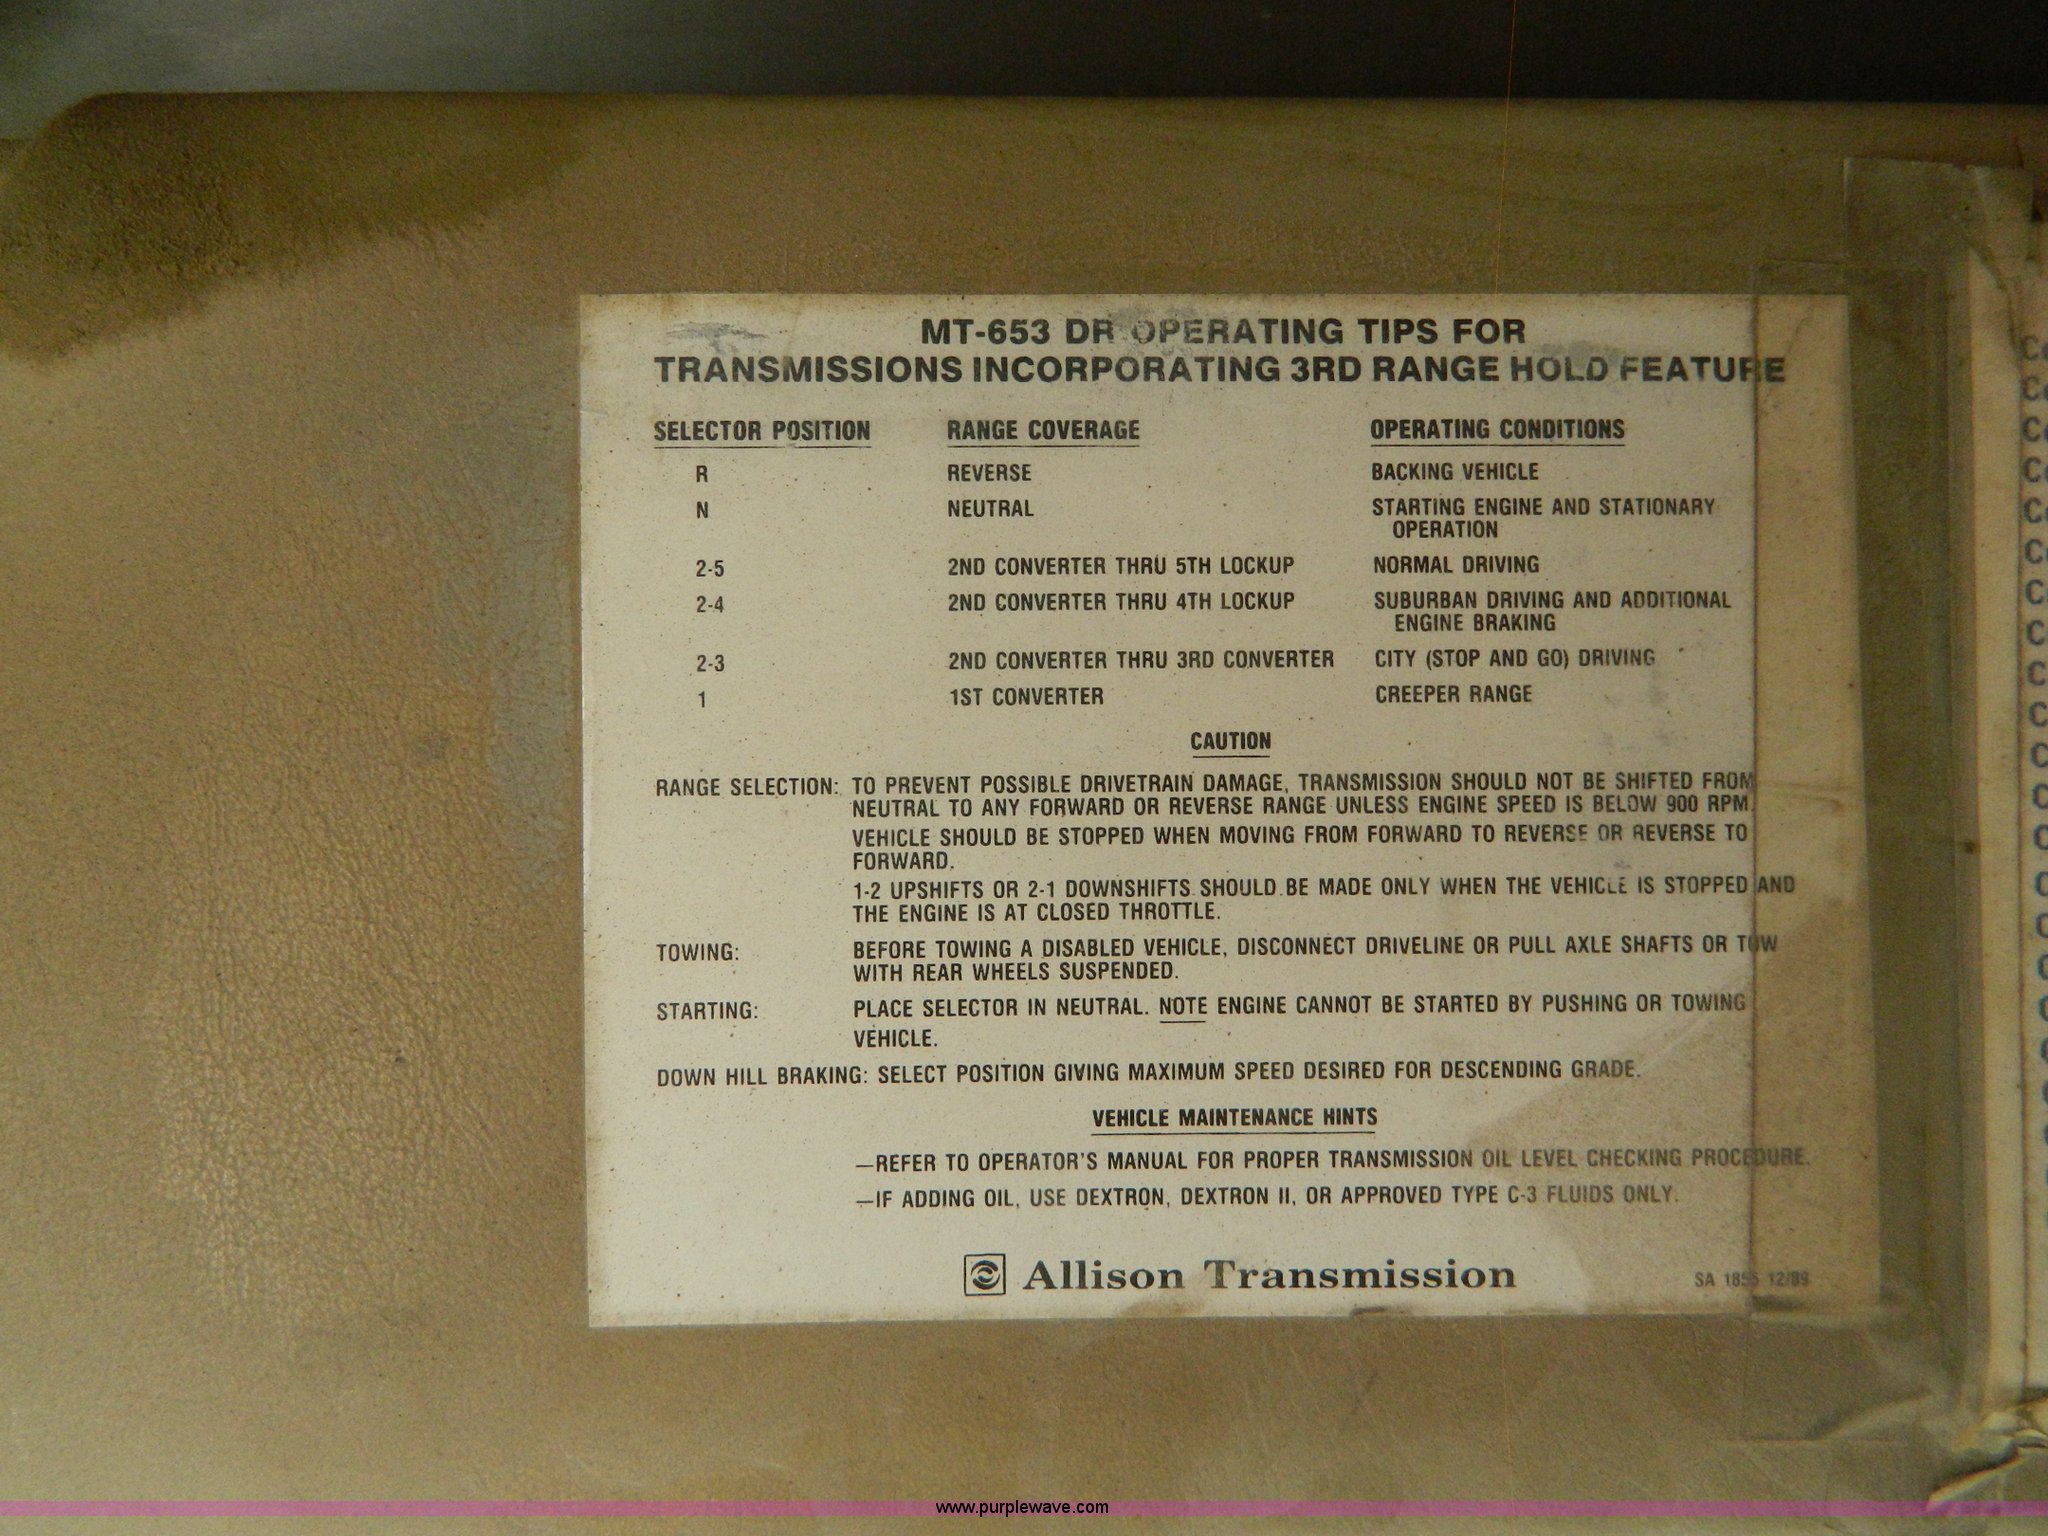 MT-653 DR OPERATING TIPS FOR
TRANSMISSIONS INCORPORATING 3RD RANGE HOLD FEATURE
SELECTOR POSITION RANGE COVERAGE OPERATING CONDITIONS
R REVERSE BACKING VEHICLE
N NEUTRAL STARTING ENGINE AND STATIONARY
OPERATION
2-5 2ND CONVERTER THRU 5TH LOCKUP NORMAL DRIVING
2-4 2ND CONVERTER THRU 4TH LOCKUP SUBURBAN DRIVING AND ADDITIONAL
ENGINE BRAKING
2-3 2ND CONVERTER THRU 3RD CONVERTER CITY (STOP AND GO) DRIVING
1 1ST CONVERTER CREEPER RANGE
CAUTION
RANGE SELECTION: TO PREVENT POSSIBLE DRIVETRAIN DAMAGE, TRANSMISSION SHOULD NOT BE SHIFTED FROM
NEUTRAL TO ANY FORWARD OR REVERSE RANGE UNLESS ENGINE SPEED IS BELOW 900 RPM.
VEHICLE SHOULD BE STOPPED WHEN MOVING FROM FORWARD TO REVERSE OR REVERSE TO
FORWARD.
1-2 UPSHIFTS OR 2-1 DOWNSHIFTS SHOULD BE MADE ONLY WHEN THE VEHICLE IS STOPPED AND
THE ENGINE IS AT CLOSED THROTTLE.
TOWING: BEFORE TOWING A DISABLED VEHICLE, DISCONNECT DRIVELINE OR PULL AXLE SHAFTS OR TOW
WITH REAR WHEELS SUSPENDED.
STARTING: PLACE SELECTOR IN NEUTRAL. NOTE ENGINE CANNOT BE STARTED BY PUSHING OR TOWING
VEHICLE.
DOWN HILL BRAKING: SELECT POSITION GIVING MAXIMUM SPEED DESIRED FOR DESCENDING GRADE.
VEHICLE MAINTENANCE HINTS
—REFER TO OPERATOR'S MANUAL FOR PROPER TRANSMISSION OIL LEVEL CHECKING PROCEDURE.
—IF ADDING OIL, USE DEXTRON, DEXTRON II, OR APPROVED TYPE C-3 FLUIDS ONLY.
Allison Transmission
SA
www.purplewave.com